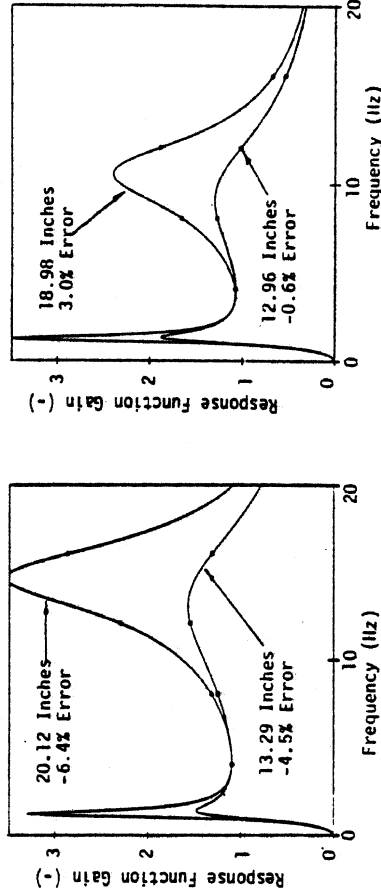 Response Function Gain (-)
3
2
1
0
20.12 Inches
-6.4% Error
13.29 Inches
-4.5% Error
0
10
20
Frequency (Hz)
Response Function Gain (-)
3
2
1
0
18.98 Inches
3.0% Error
12.96 Inches
-0.6% Error
0
10
20
Frequency (Hz)